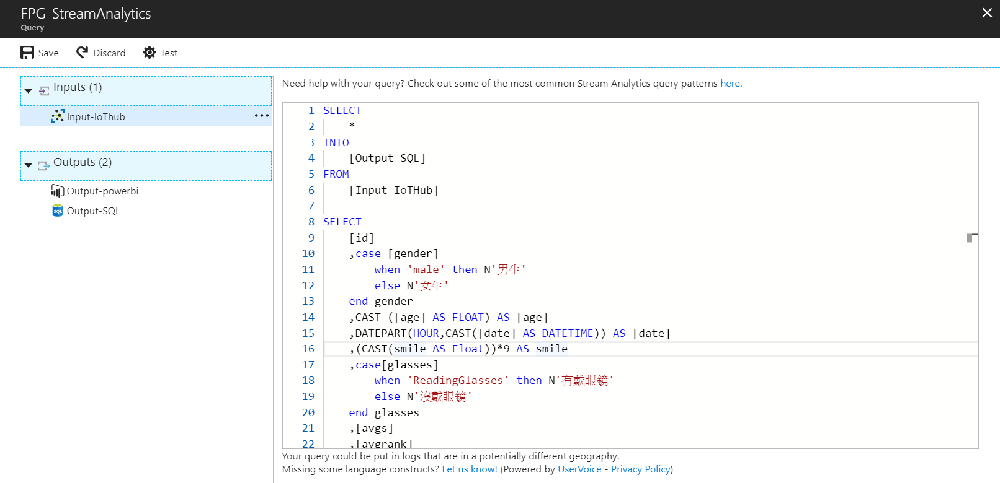 FPG-StreamAnalytics
Query
Save Discard Test
Inputs (1)
Input-IoThub
Outputs (2)
Output-powerbi
Output-SQL
Need help with your query? Check out some of the most common Stream Analytics query patterns here.
1 SELECT
2 *
3 INTO
4 [Output-SQL]
5 FROM
6 [Input-IoTHub]
7
8 SELECT
9 [id]
10 ,case [gender]
11 when 'male' then N'男生'
12 else N'女生'
13 end gender
14 ,CAST ([age] AS FLOAT) AS [age]
15 ,DATEPART(HOUR,CAST([date] AS DATETIME)) AS [date]
16 ,(CAST(smile AS Float))*9 AS smile
17 ,case[glasses]
18 when 'ReadingGlasses' then N'有戴眼鏡'
19 else N'沒戴眼鏡'
20 end glasses
21 ,[avgs]
22 ,[avgrank]
Your query could be put in logs that are in a potentially different geography.
Missing some language constructs? Let us know! (Powered by UserVoice - Privacy Policy)